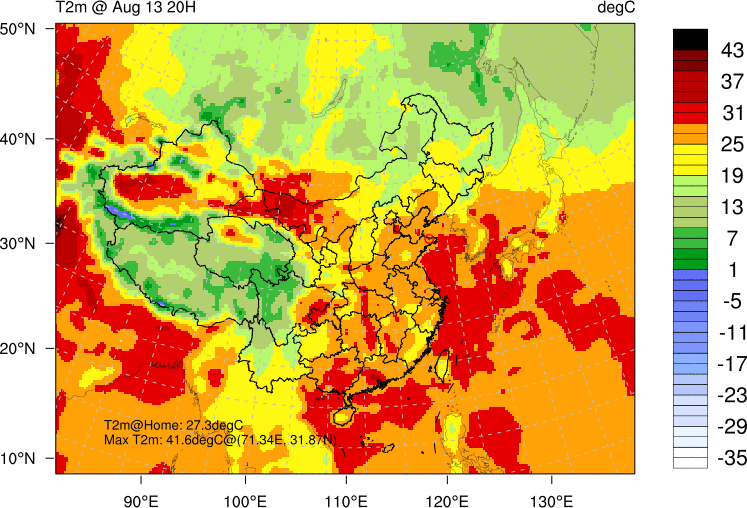 T2m @ Aug 13 20H
degC
50°N
40°N
30°N
20°N
10°N
T2m@Home: 27.3degC
Max T2m: 41.6degC@(71.34E, 31.87N)
90°E
100°E
110°E
120°E
130°E
43
37
31
25
19
13
7
1
-5
-11
-17
-23
-29
-35